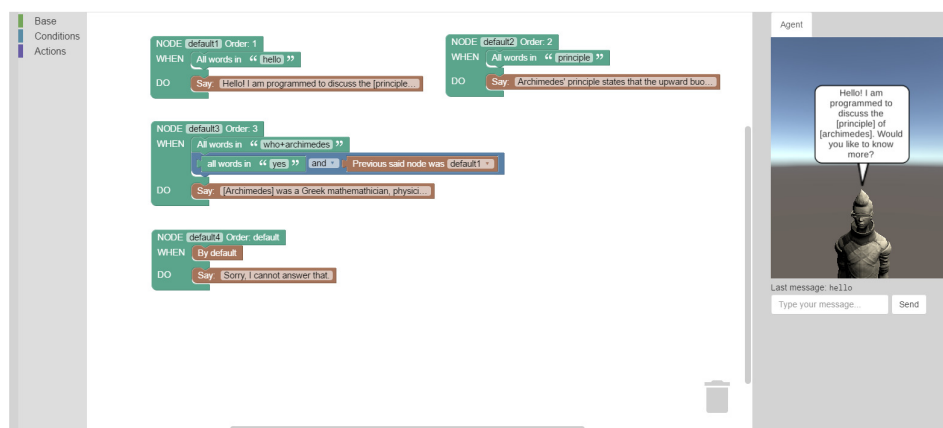 Base
Conditions
Actions
NODE default1 Order: 1
WHEN All words in “ hello ”
DO Say: Hello! I am programmed to discuss the [principle...
NODE default2 Order: 2
WHEN All words in “ principle ”
DO Say: Archimedes' principle states that the upward buo...
NODE default3 Order: 3
WHEN All words in “ who+archimedes ”
all words in “ yes ” and Previous said node was default1
DO Say: [Archimedes] was a Greek mathemathician, physici...
NODE default4 Order: default
WHEN By default
DO Say: Sorry, I cannot answer that.
Agent
Hello! I am
programmed to
discuss the
[principle] of
[archimedes]. Would
you like to know
more?
Last message: hello
Type your message...
Send